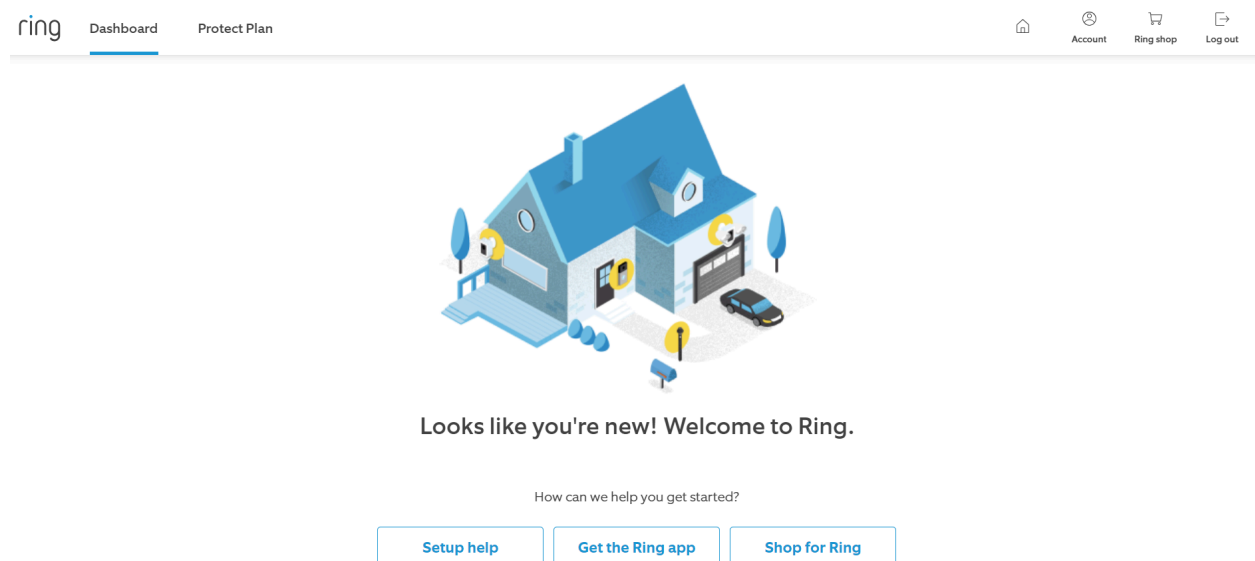 ring Dashboard Protect Plan
Account Ring shop Log out
Looks like you're new! Welcome to Ring.
How can we help you get started?
Setup help Get the Ring app Shop for Ring